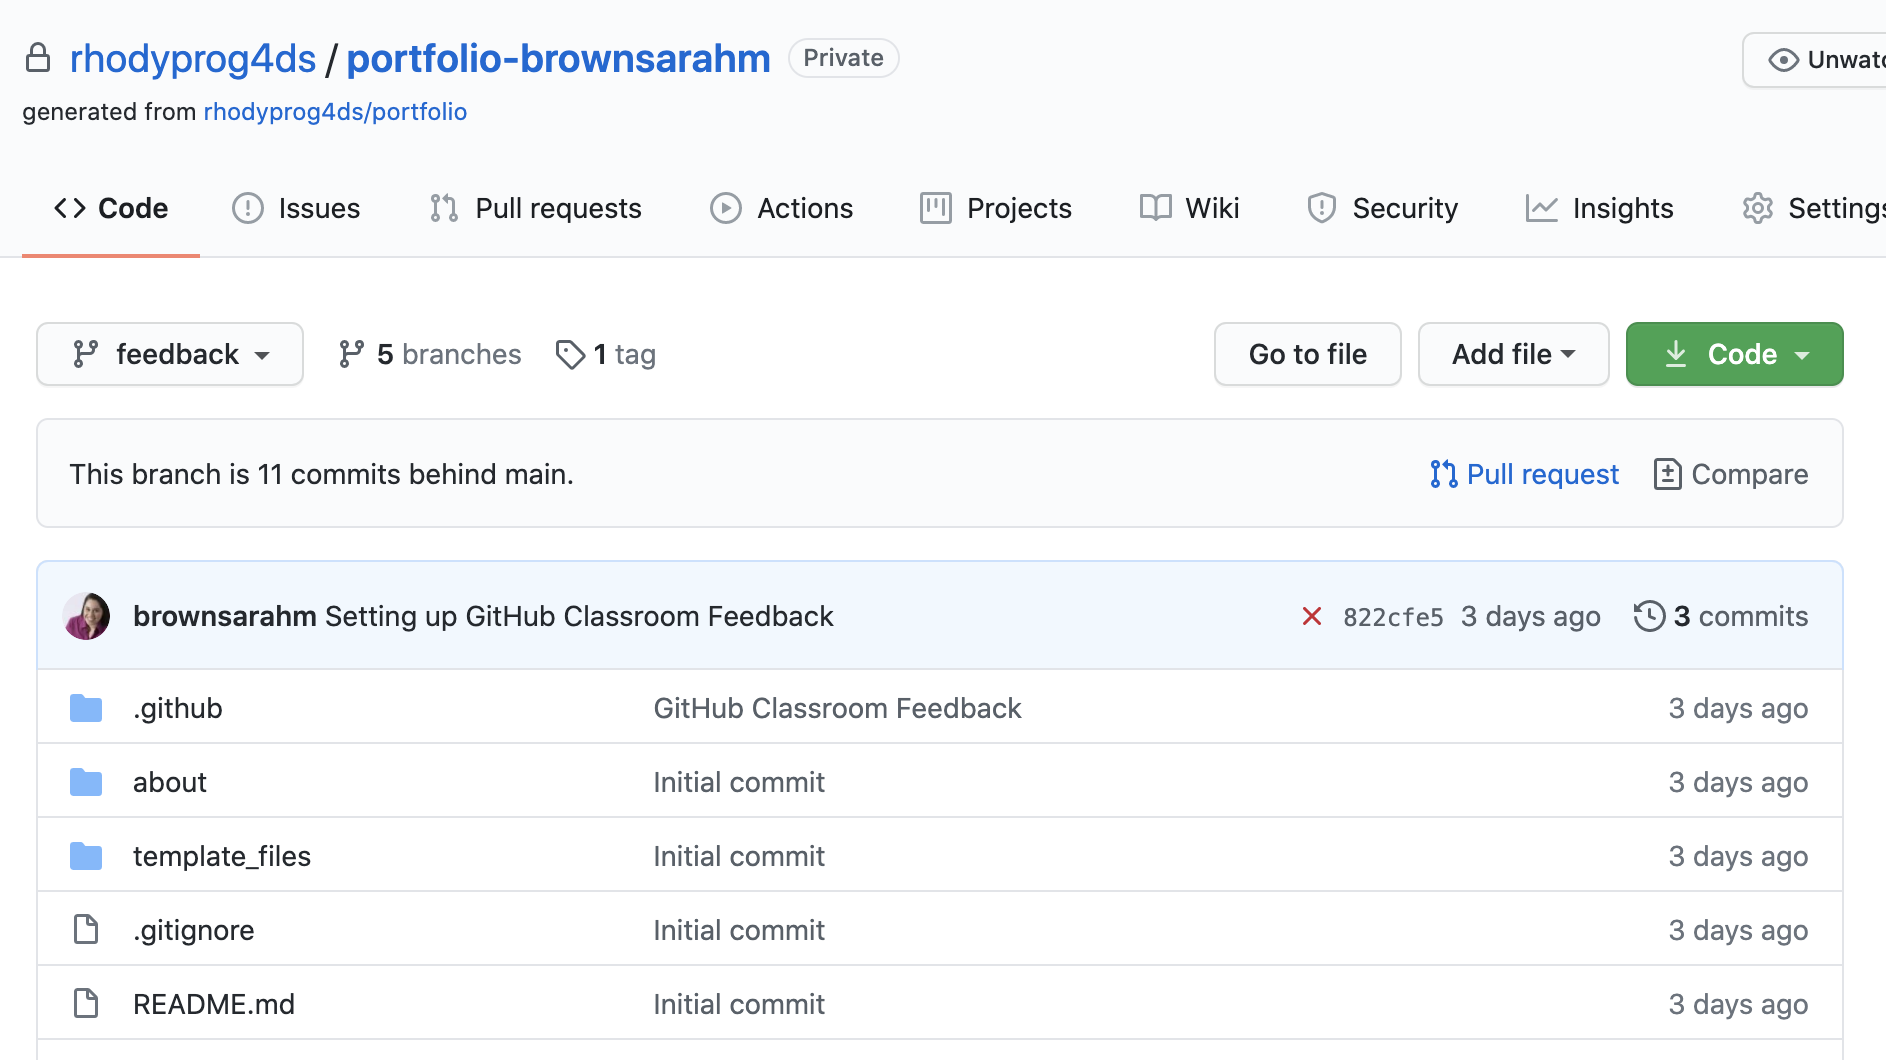 rhodyprog4ds / portfolio-brownsarahm Private
Unwatc
generated from rhodyprog4ds/portfolio
Code Issues Pull requests Actions Projects Wiki Security Insights Settings
feedback 5 branches 1 tag Go to file Add file Code
This branch is 11 commits behind main. Pull request Compare
brownsarahm Setting up GitHub Classroom Feedback 822cfe5 3 days ago 3 commits
.github GitHub Classroom Feedback 3 days ago
about Initial commit 3 days ago
template_files Initial commit 3 days ago
.gitignore Initial commit 3 days ago
README.md Initial commit 3 days ago